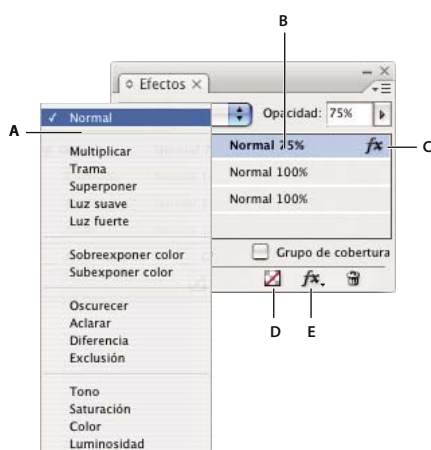 B
Efectos
Normal
Opacidad: 75%
A
Normal 75%
fx
C
Multiplicar
Trama
Normal 100%
Superponer
Luz suave
Normal 100%
Luz fuerte
Sobreexponer color
Grupo de cobertura
Subexponer color
fx
Oscurecer
D
E
Aclarar
Diferencia
Exclusión
Tono
Saturación
Color
Luminosidad